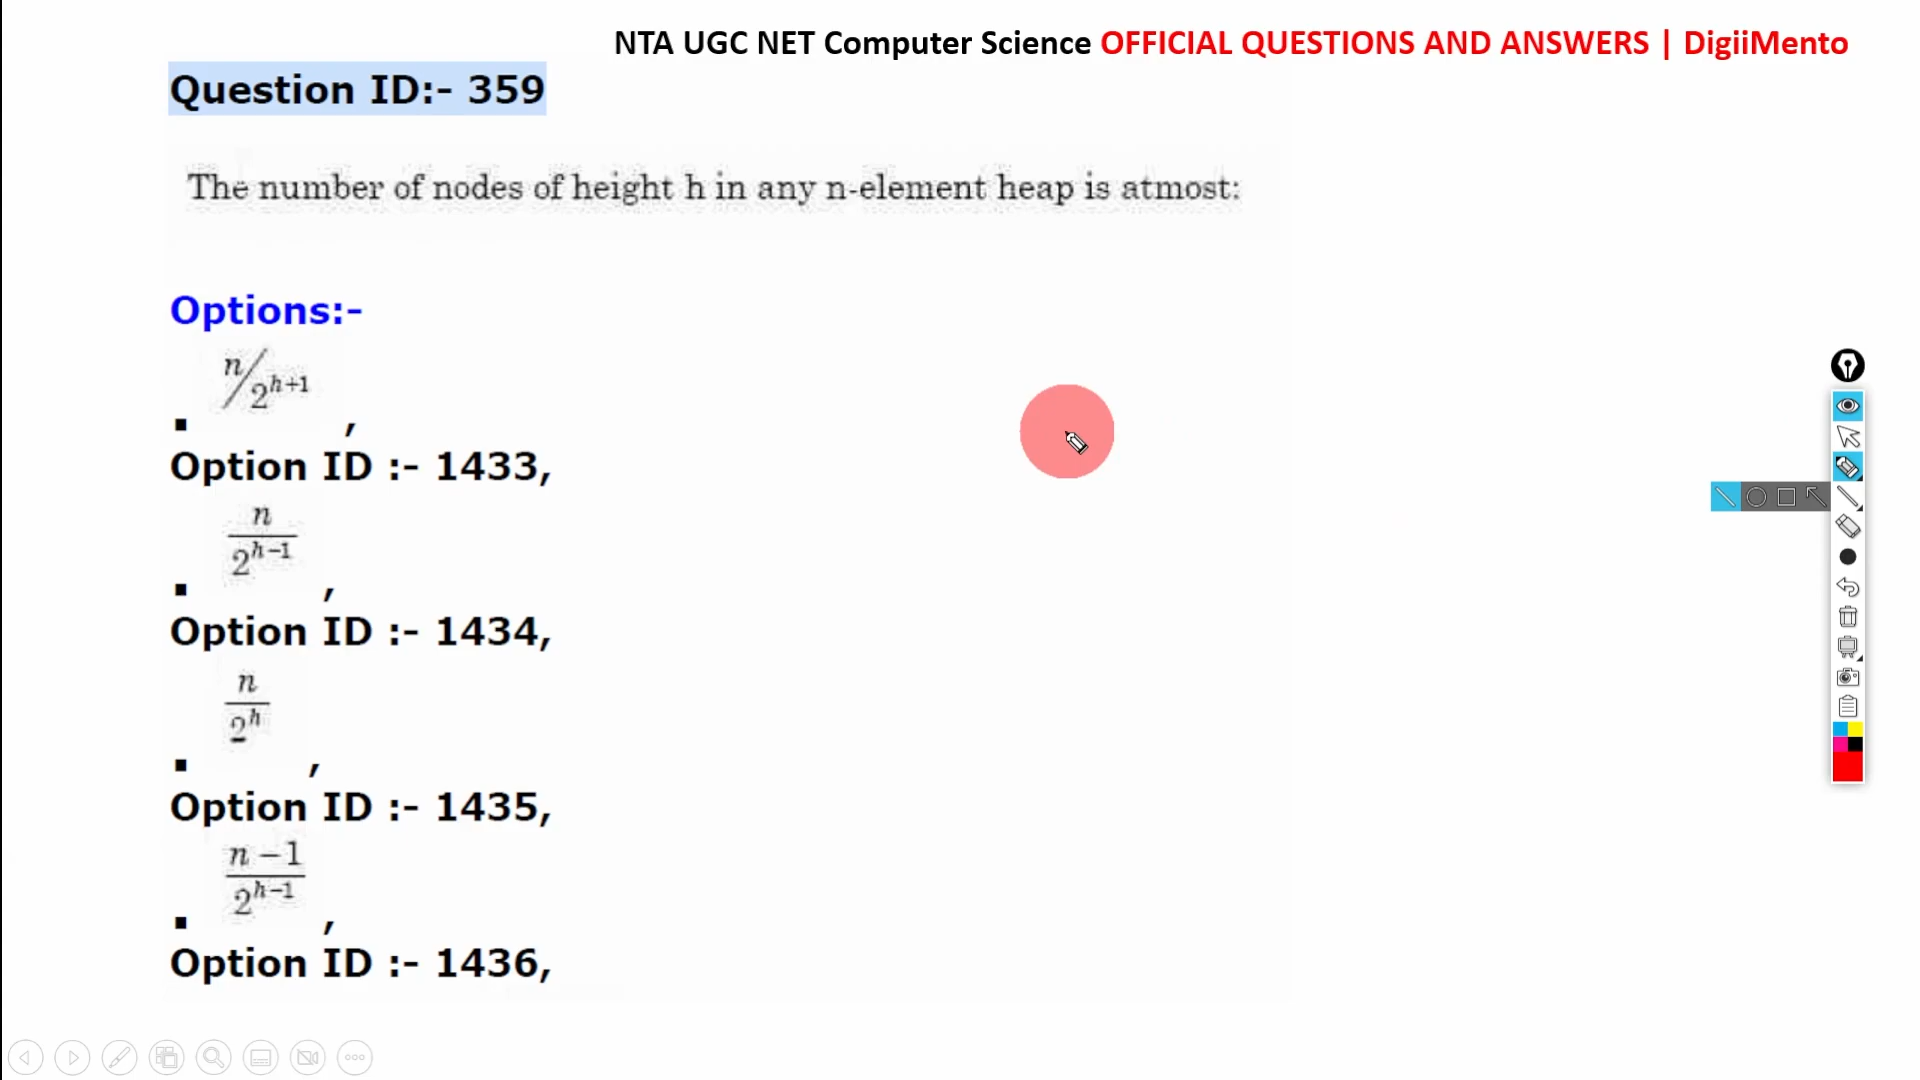 NTA UGC NET Computer Science OFFICIAL QUESTIONS AND ANSWERS | DigiiMento
Question ID:- 359
The number of nodes of height h in any n-element heap is atmost:
Options:-
n/2^{h+1} ,
Option ID :- 1433,
n/2^{h-1} ,
Option ID :- 1434,
n/2^h ,
Option ID :- 1435,
(n-1)/2^{h-1} ,
Option ID :- 1436,